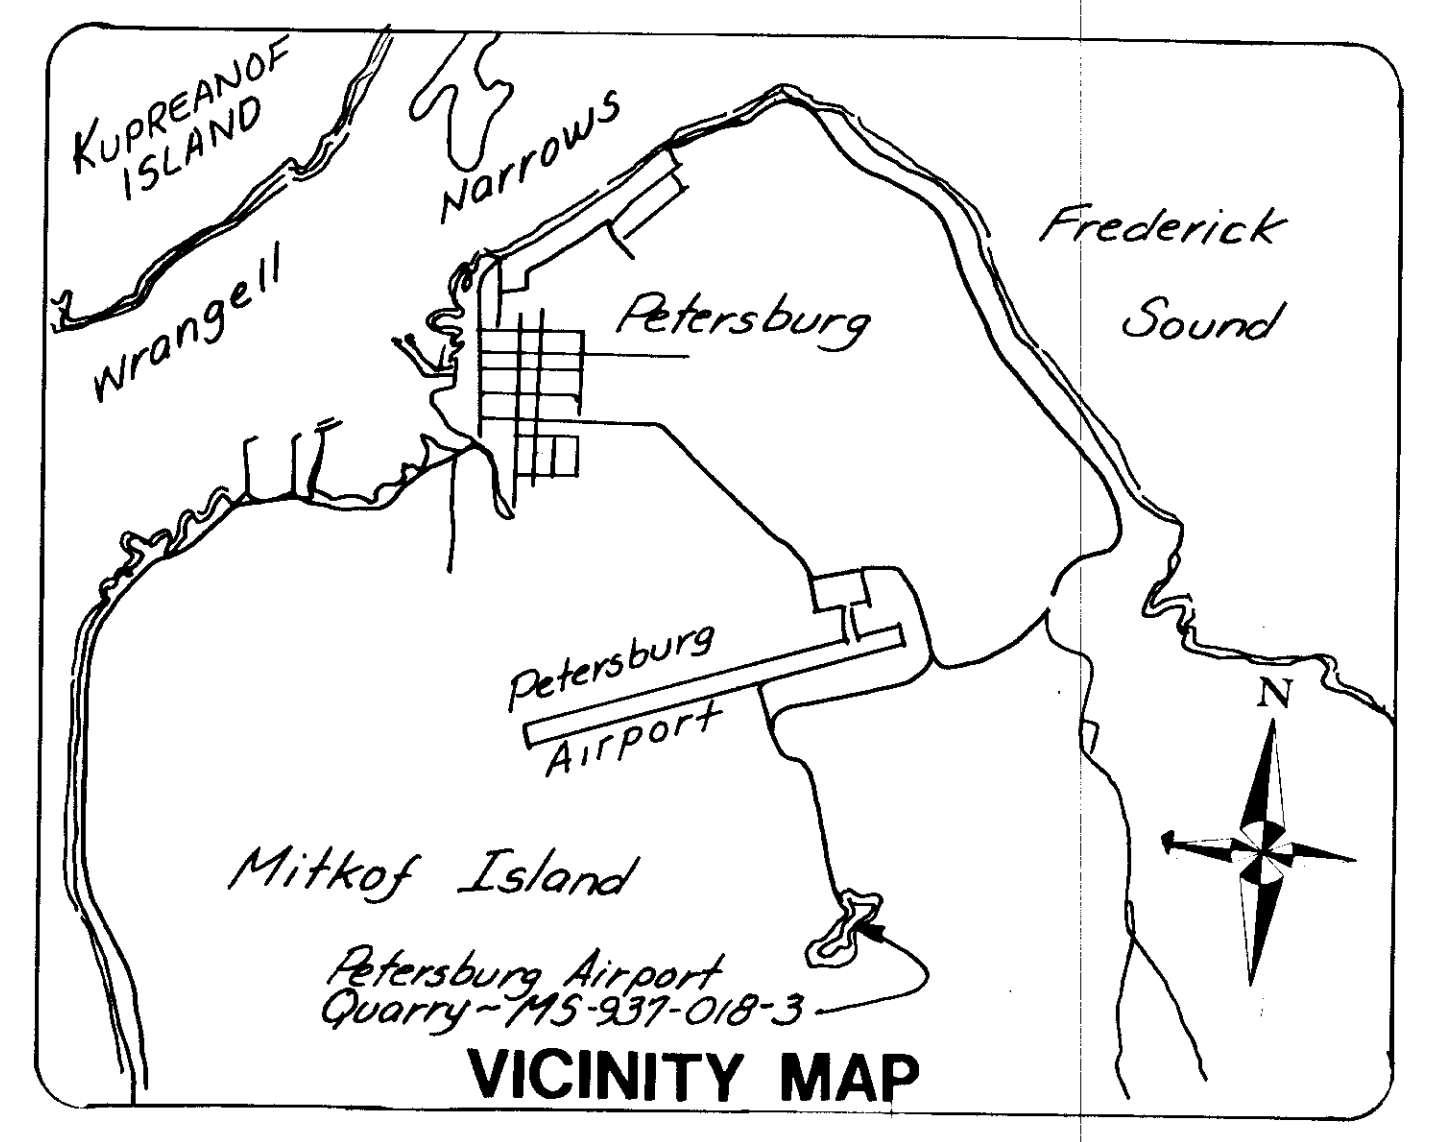 KUPREANOF
ISLAND
Wrangell
Narrows
Frederick
Sound
Petersburg
Petersburg
Airport
N
Mitkof Island
Petersburg Airport
Quarry ~ MS-937-018-3
VICINITY MAP